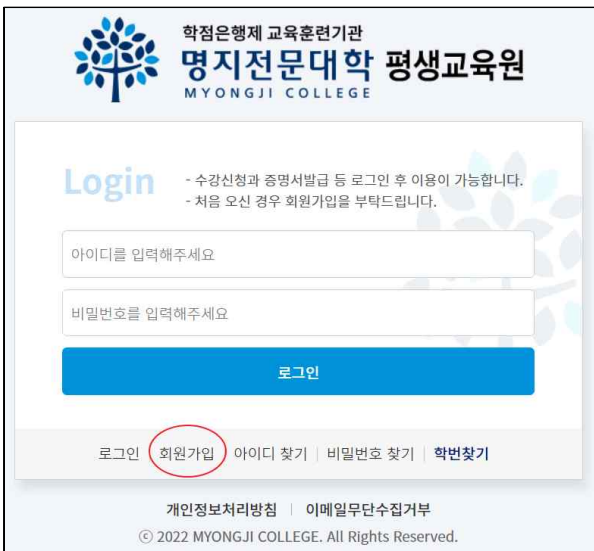 학점은행제 교육훈련기관
명지전문대학 평생교육원
MYONGJI COLLEGE
Login
- 수강신청과 증명서발급 등 로그인 후 이용이 가능합니다.
- 처음 오신 경우 회원가입을 부탁드립니다.
아이디를 입력해주세요
비밀번호를 입력해주세요
로그인
로그인 회원가입 | 아이디 찾기 | 비밀번호 찾기 | 학번찾기
개인정보처리방침 | 이메일무단수집거부
ⓒ 2022 MYONGJI COLLEGE. All Rights Reserved.